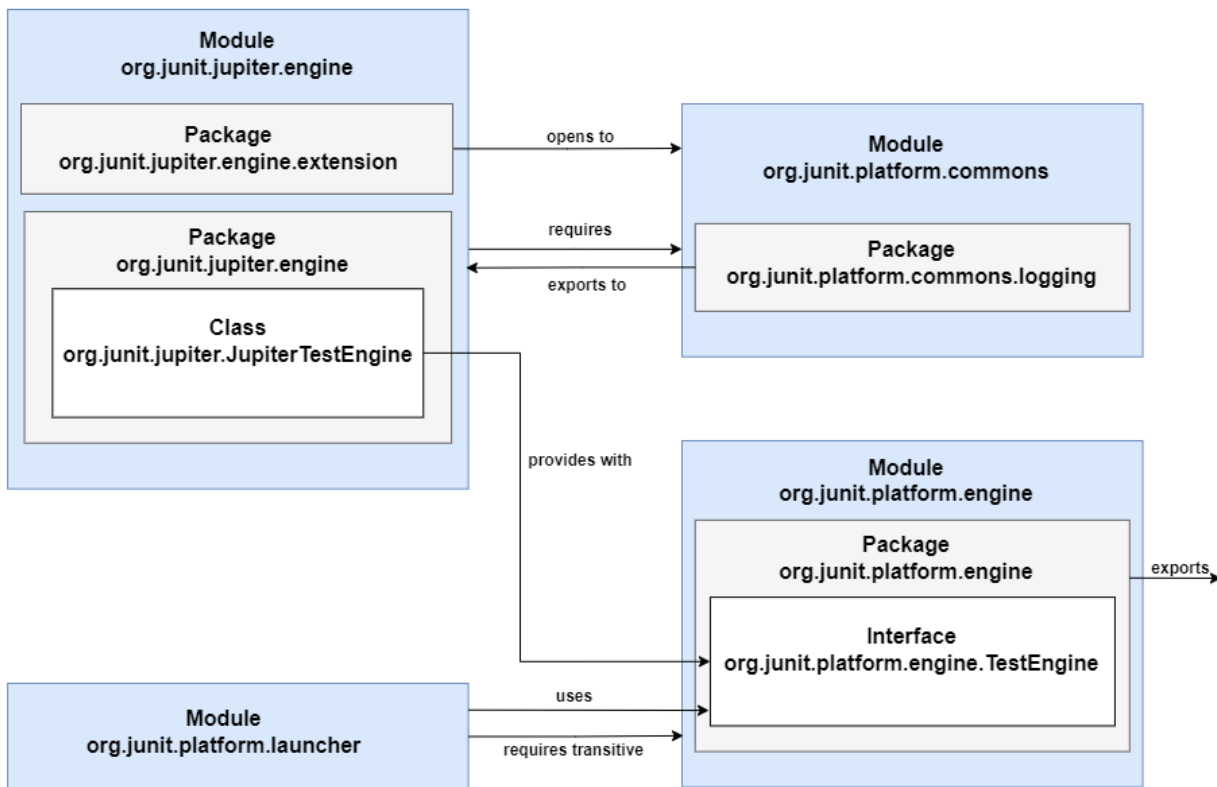 Module
org.junit.jupiter.engine
Package
org.junit.jupiter.engine.extension
opens to
Module
org.junit.platform.commons
Package
org.junit.jupiter.engine
requires
exports to
Package
org.junit.platform.commons.logging
Class
org.junit.jupiter.JupiterTestEngine
provides with
Module
org.junit.platform.engine
Package
org.junit.platform.engine
exports
Interface
org.junit.platform.engine.TestEngine
Module
org.junit.platform.launcher
uses
requires transitive